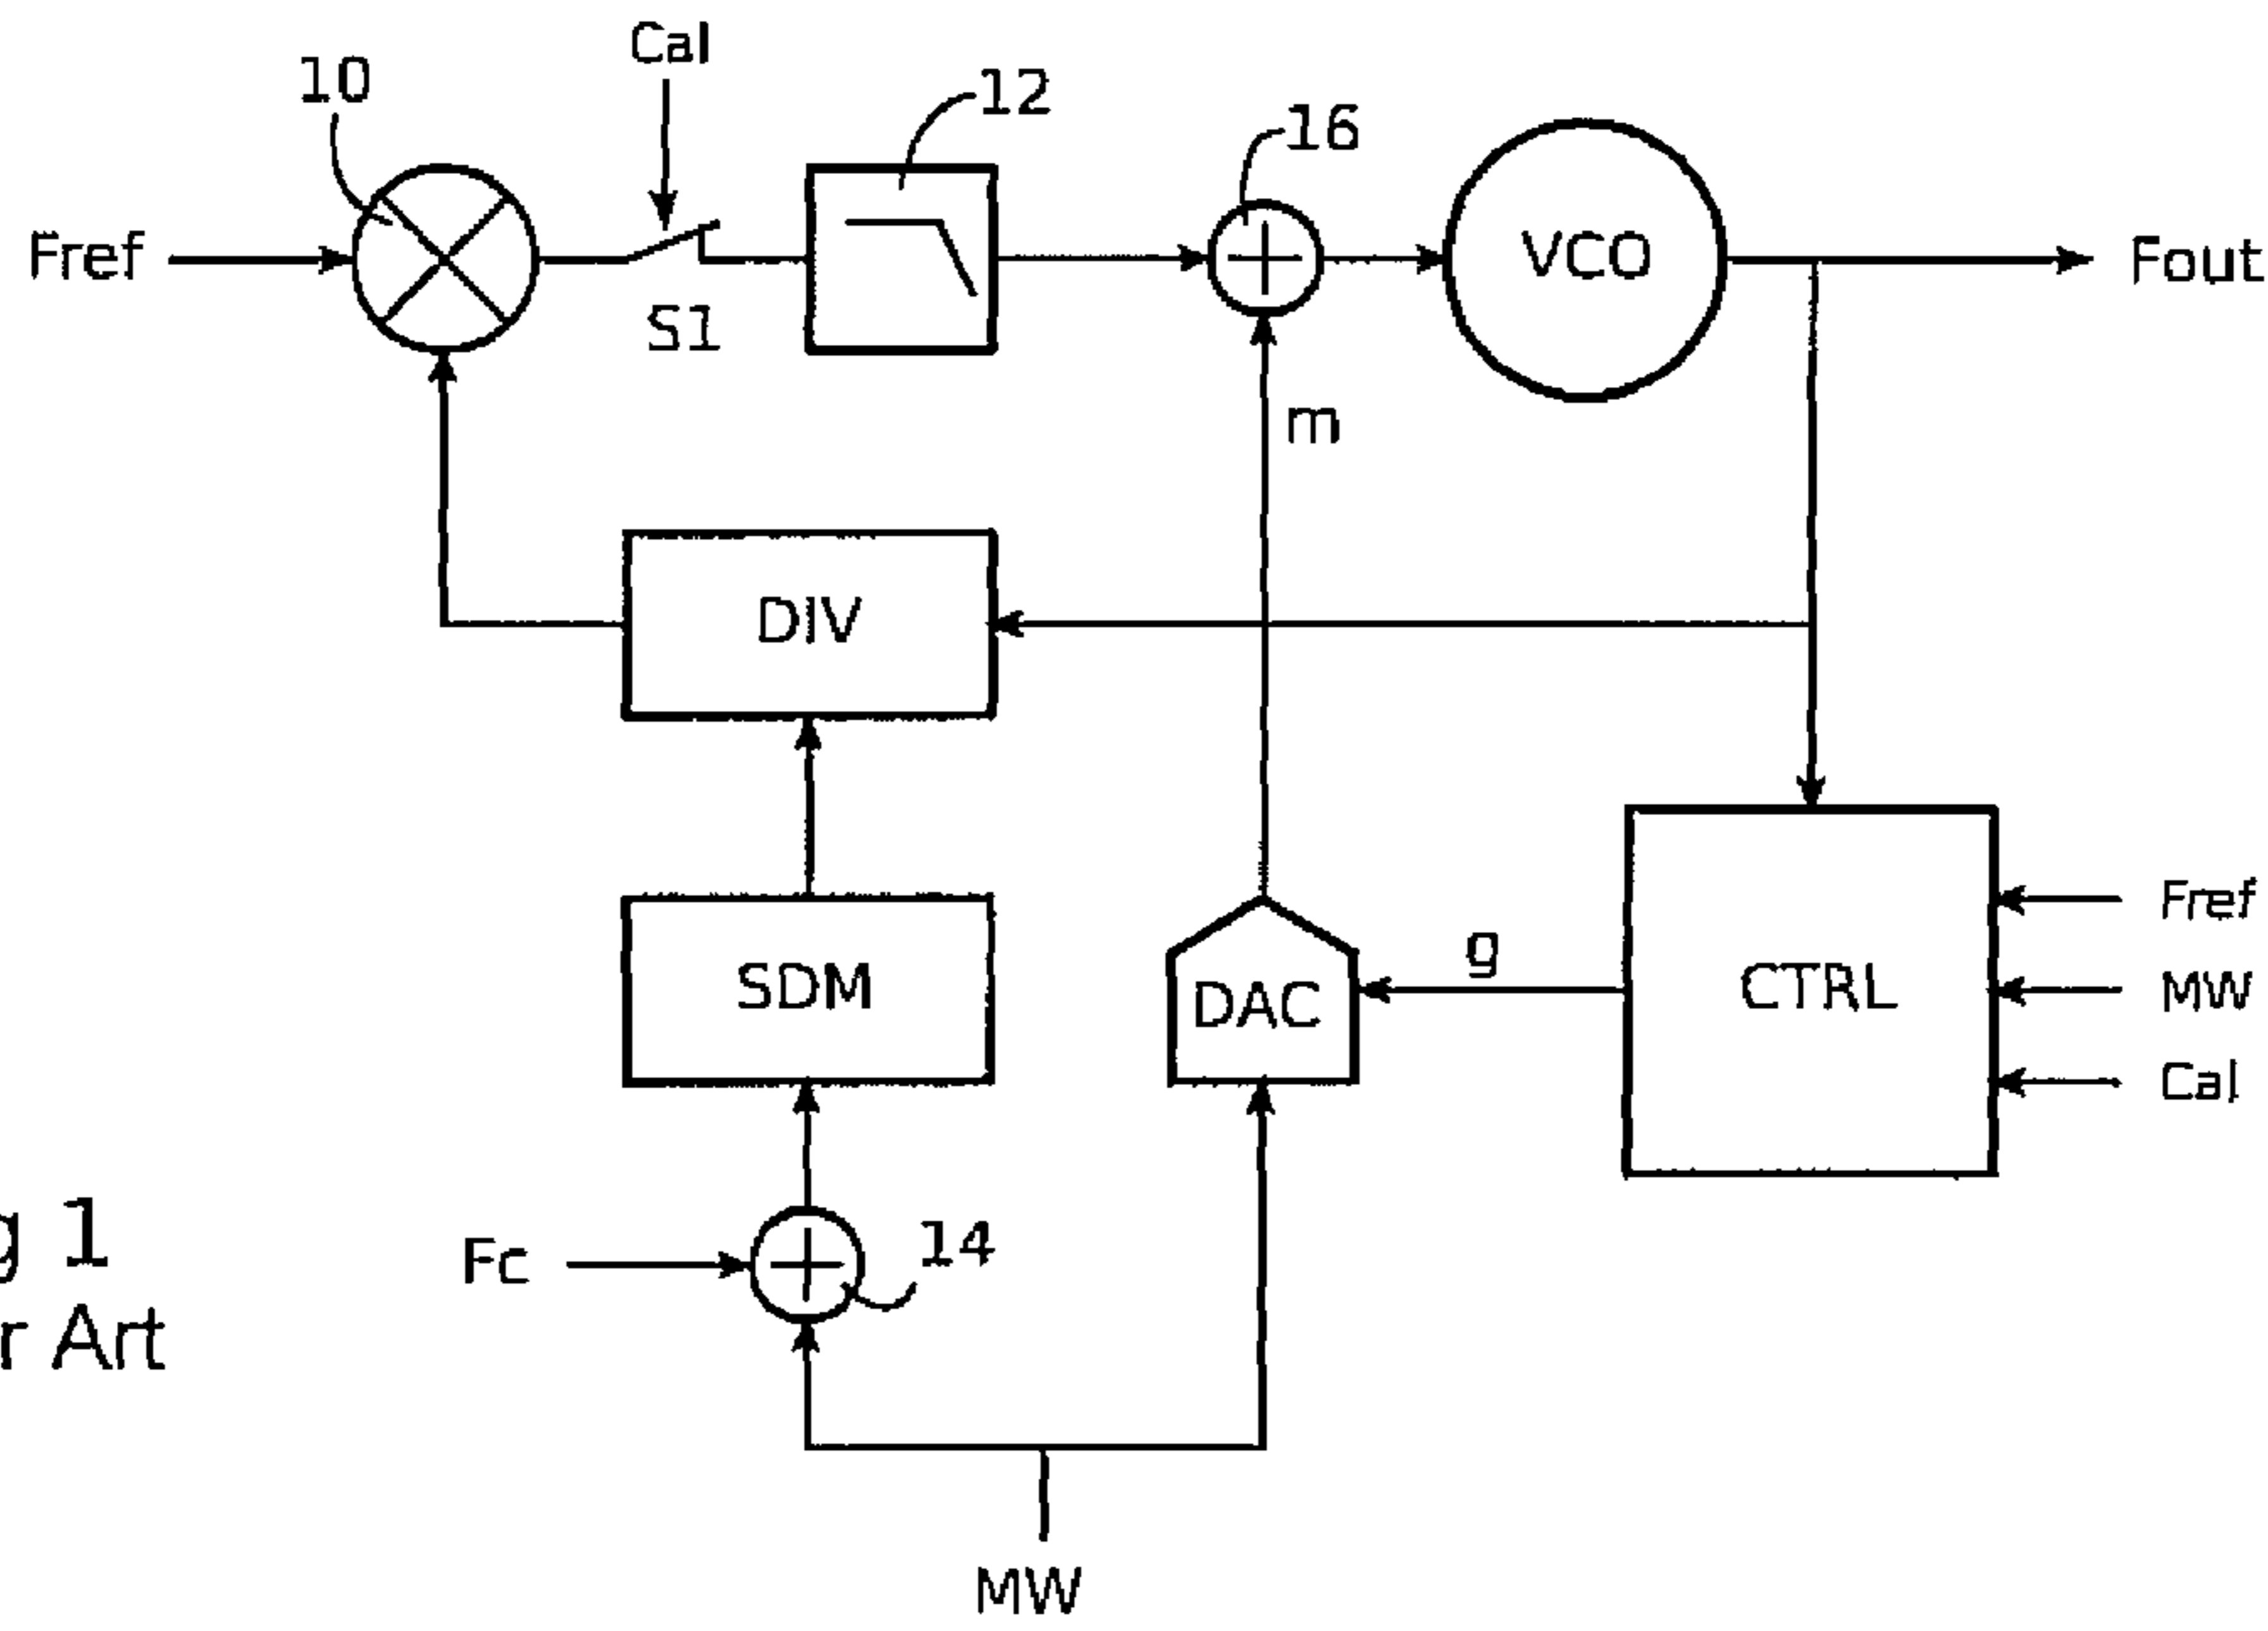 Cal
10
12
16
Fref
VCO
Fout
S1
m
DIV
Fref
g
SDM
DAC
CTRL
MW
Cal
1
14
Fc
Art
MW